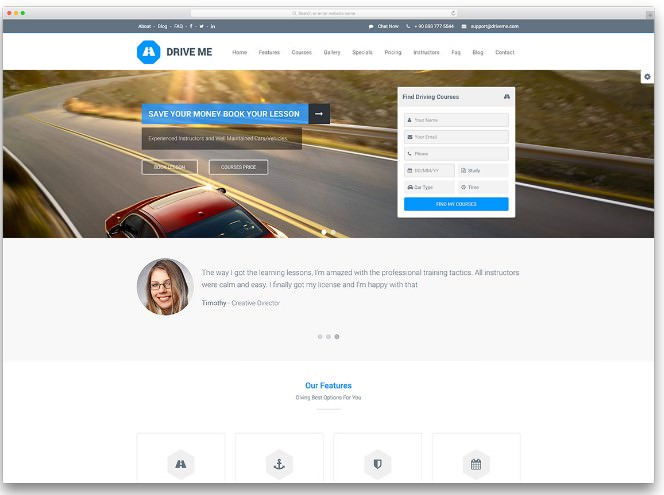 Search or enter website name
About - Blog - FAQ -
Chat Now + 90 893 777 5544 support@driveme.com
DRIVE ME
Home Features Courses Gallery Specials Pricing Instructors Faq Blog Contact
SAVE YOUR MONEY BOOK YOUR LESSON
Experienced Instructors and Well Maintained Cars/Vehicles.
BOOK LESSON COURSES PRICE
Find Driving Courses
Your Name
Your Email
Phone
DD/MM/YY Study
Car Type Time
FIND MY COURSES
The way I got the learning lessons, I'm amazed with the professional training tactics. All instructors
were calm and easy. I finally got my license and I'm happy with that
Timothy - Creative Director
Our Features
Giving Best Options For You